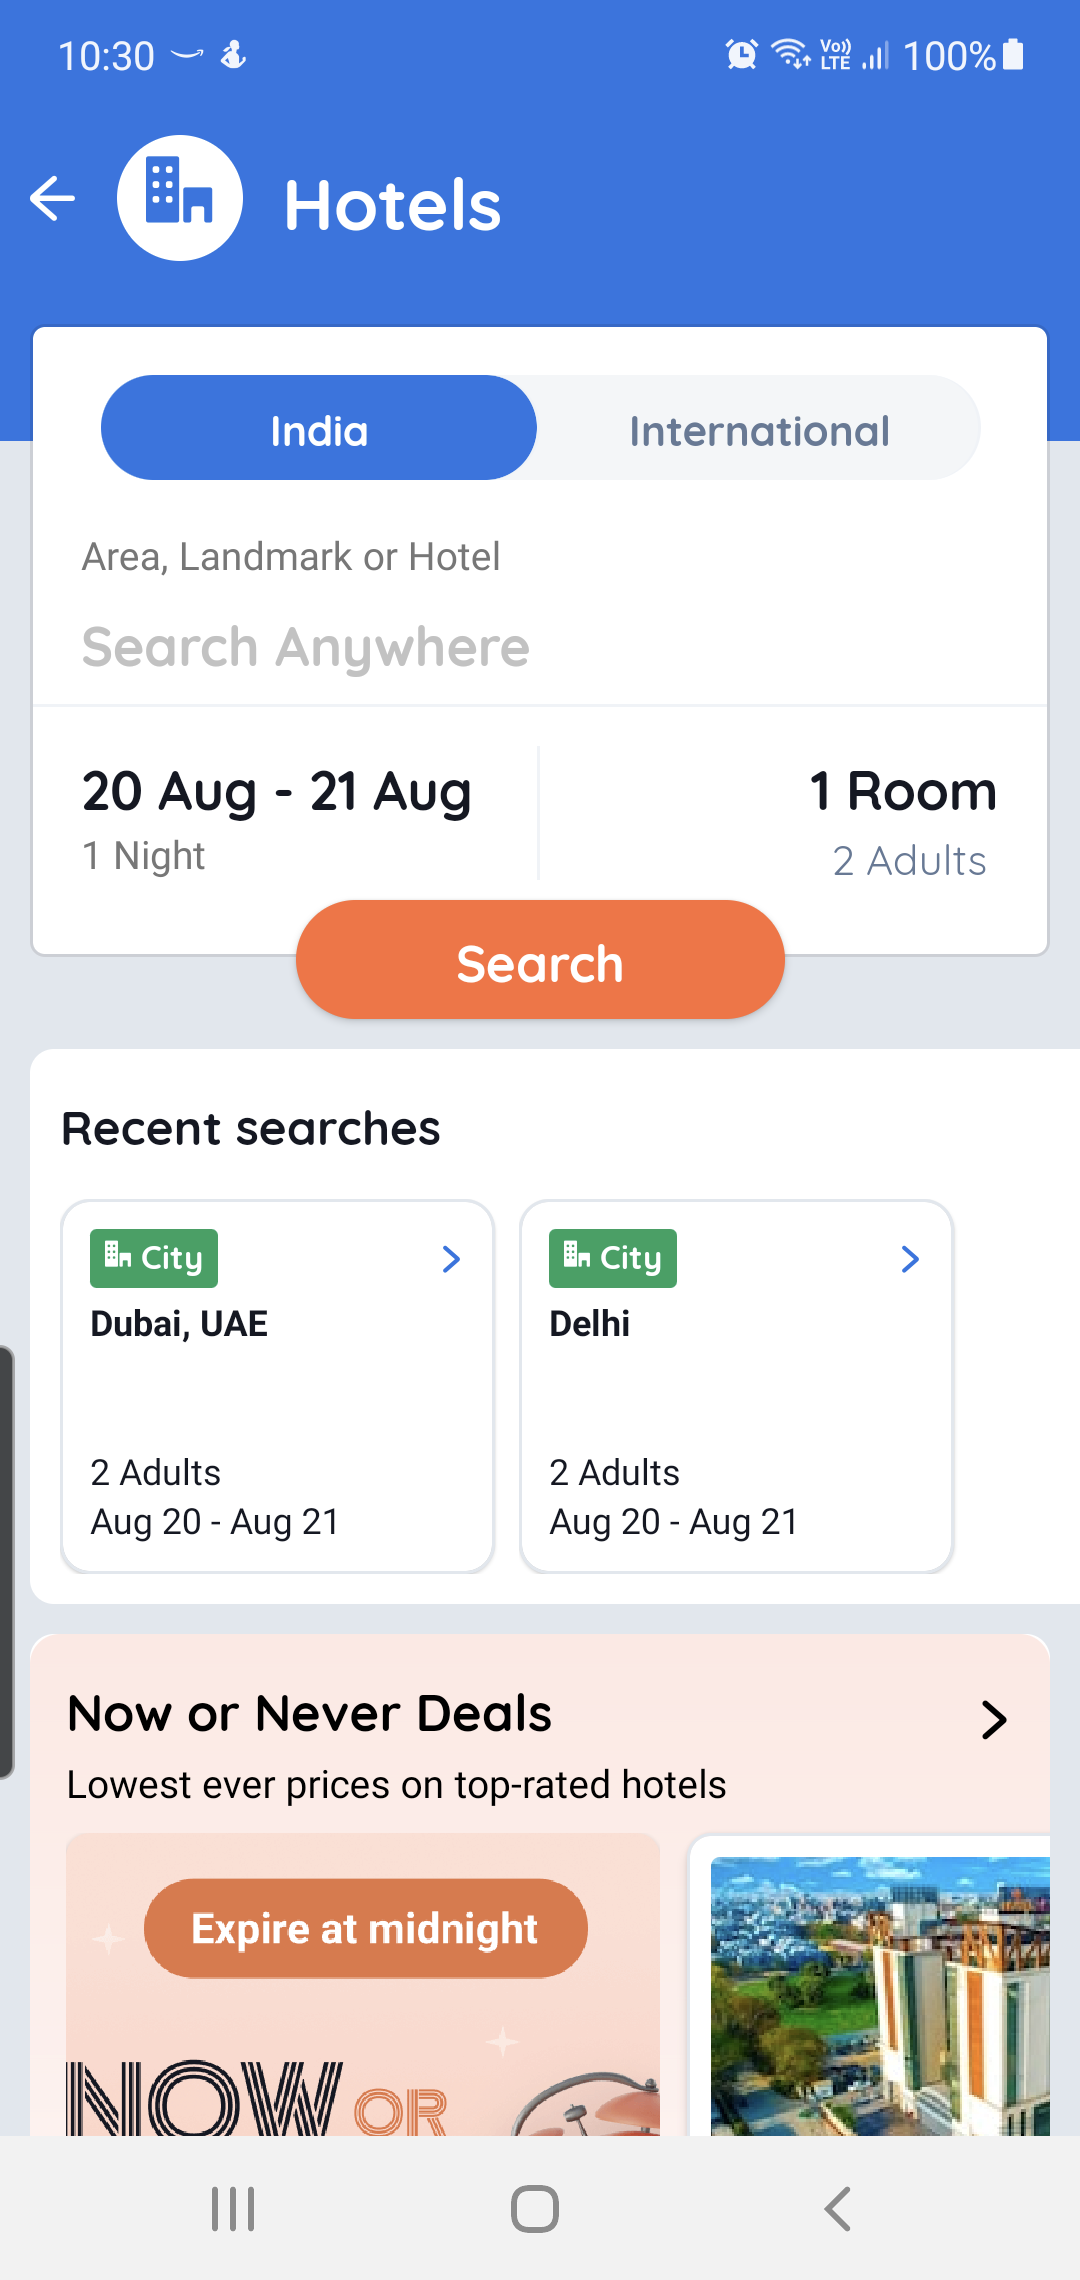 10:30
Vo))
LTE
100%
Hotels
India
International
Area, Landmark or Hotel
Search Anywhere
20 Aug - 21 Aug
1 Room
1 Night
2 Adults
Search
Recent searches
City
Dubai, UAE
2 Adults
Aug 20 - Aug 21
City
Delhi
2 Adults
Aug 20 - Aug 21
Now or Never Deals
Lowest ever prices on top-rated hotels
Expire at midnight
NOW OR